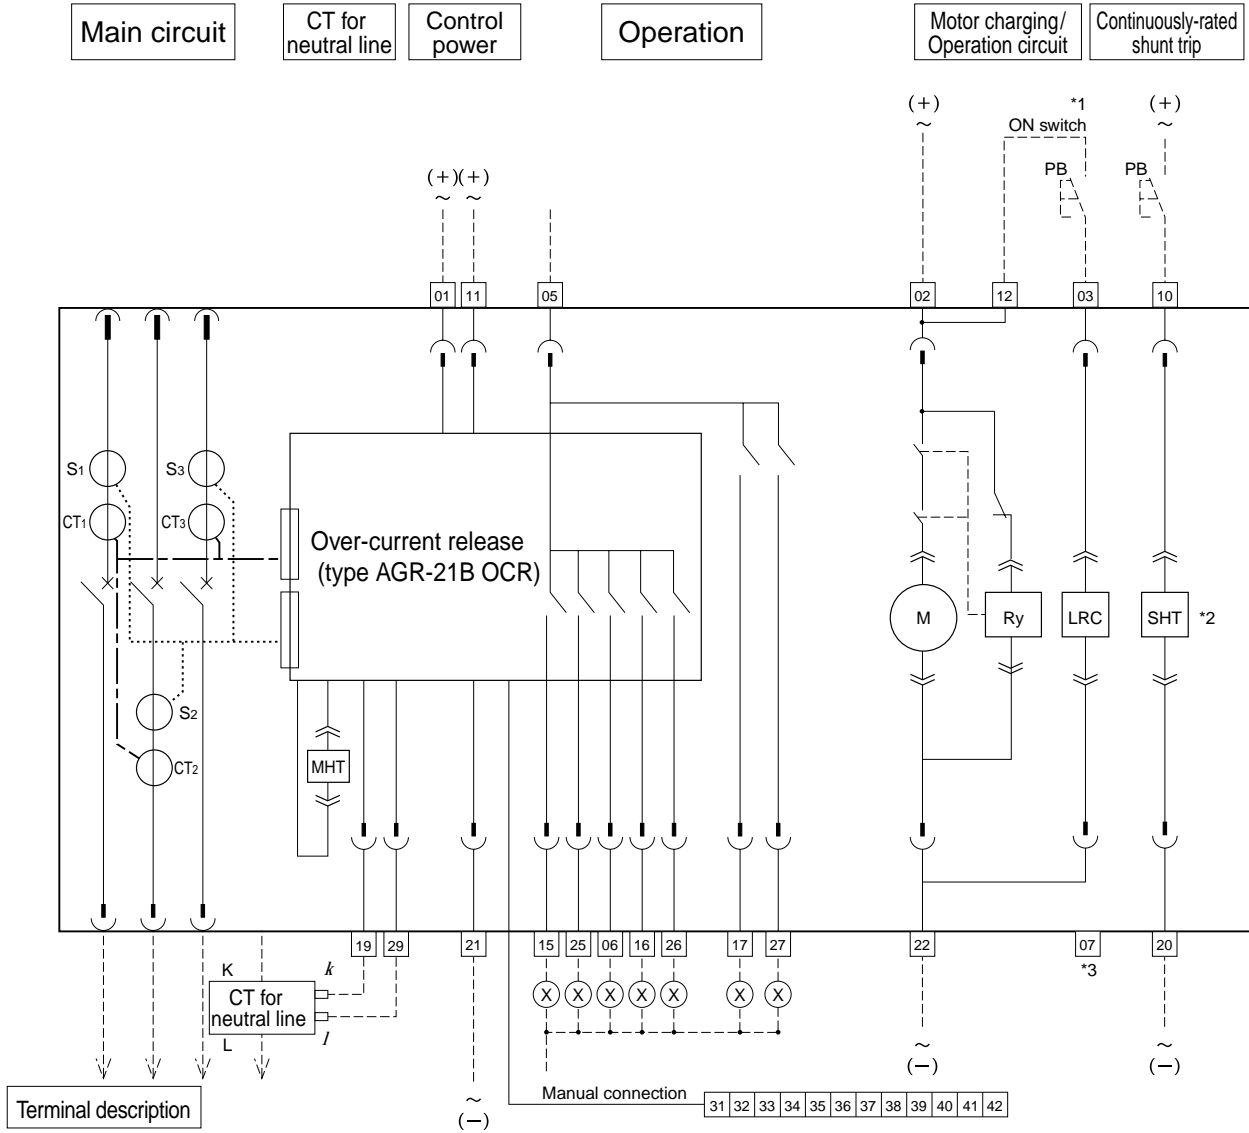 Main circuit
CT for
neutral line
Control
power
Operation
Motor charging/
Operation circuit
Continuously-rated
shunt trip
(+) (+)
~ ~
(+)
~
*1
ON switch
PB
(+)
~
PB
01 11 05 02 12 03 10
S1
S3
CT1
CT3
Over-current release
(type AGR-21B OCR)
M
Ry
LRC
SHT
*2
S2
CT2
MHT
19 29 21 15 25 06 16 26 17 27 22 07 20
*3
K
k
CT for
neutral line
L
l
X X X X X X X
~
(−)
~
(−)
~
(−)
Manual connection
31 32 33 34 35 36 37 38 39 40 41 42
Terminal description